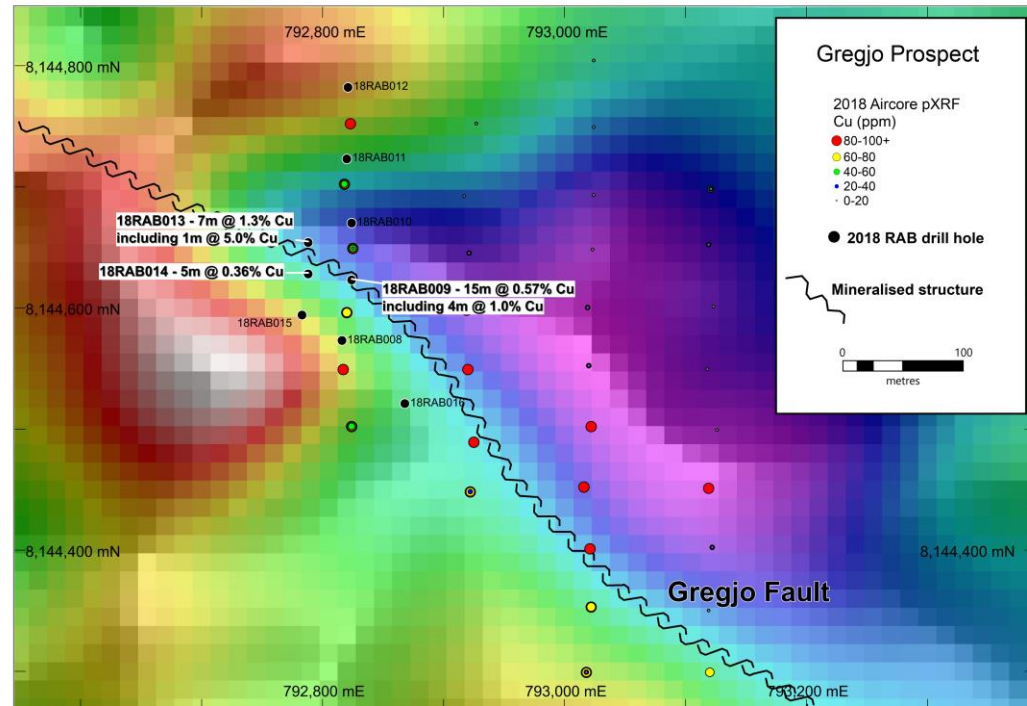 792,800 mE
793,000 mE
8,144,800 mN
18RAB012
18RAB011
18RAB010
18RAB013 - 7m @ 1.3% Cu
including 1m @ 5.0% Cu
18RAB014 - 5m @ 0.36% Cu
18RAB009 - 15m @ 0.57% Cu
including 4m @ 1.0% Cu
8,144,600 mN
18RAB015
18RAB008
18RAB016
8,144,400 mN
8,144,400 mN
Gregjo Fault
792,800 mE
793,000 mE
793,200 mE
Gregjo Prospect
2018 Aircore pXRF
Cu (ppm)
80-100+
60-80
40-60
20-40
0-20
2018 RAB drill hole
Mineralised structure
0
100
metres